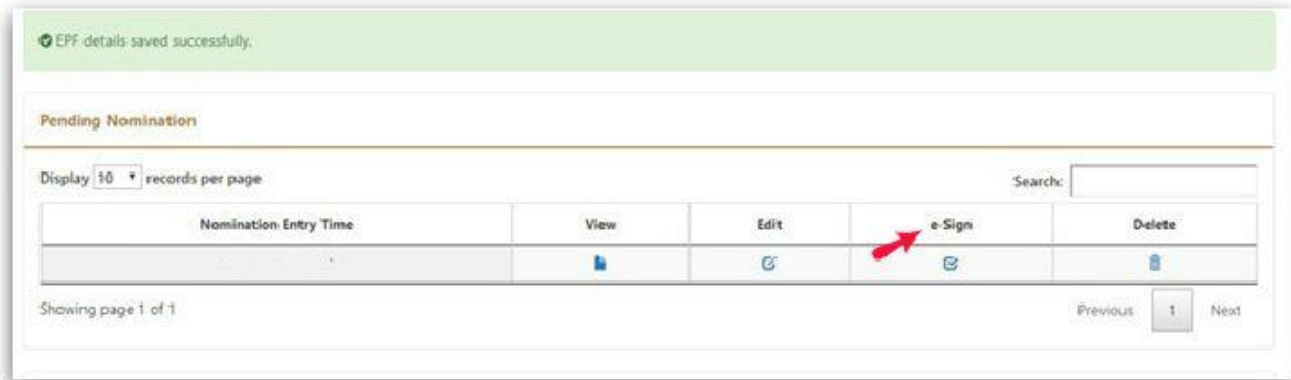 EPF details saved successfully.
Pending Nomination
Display 10 records per page
Search:
Nomination Entry Time View Edit e-Sign Delete
Showing page 1 of 1
Previous 1 Next